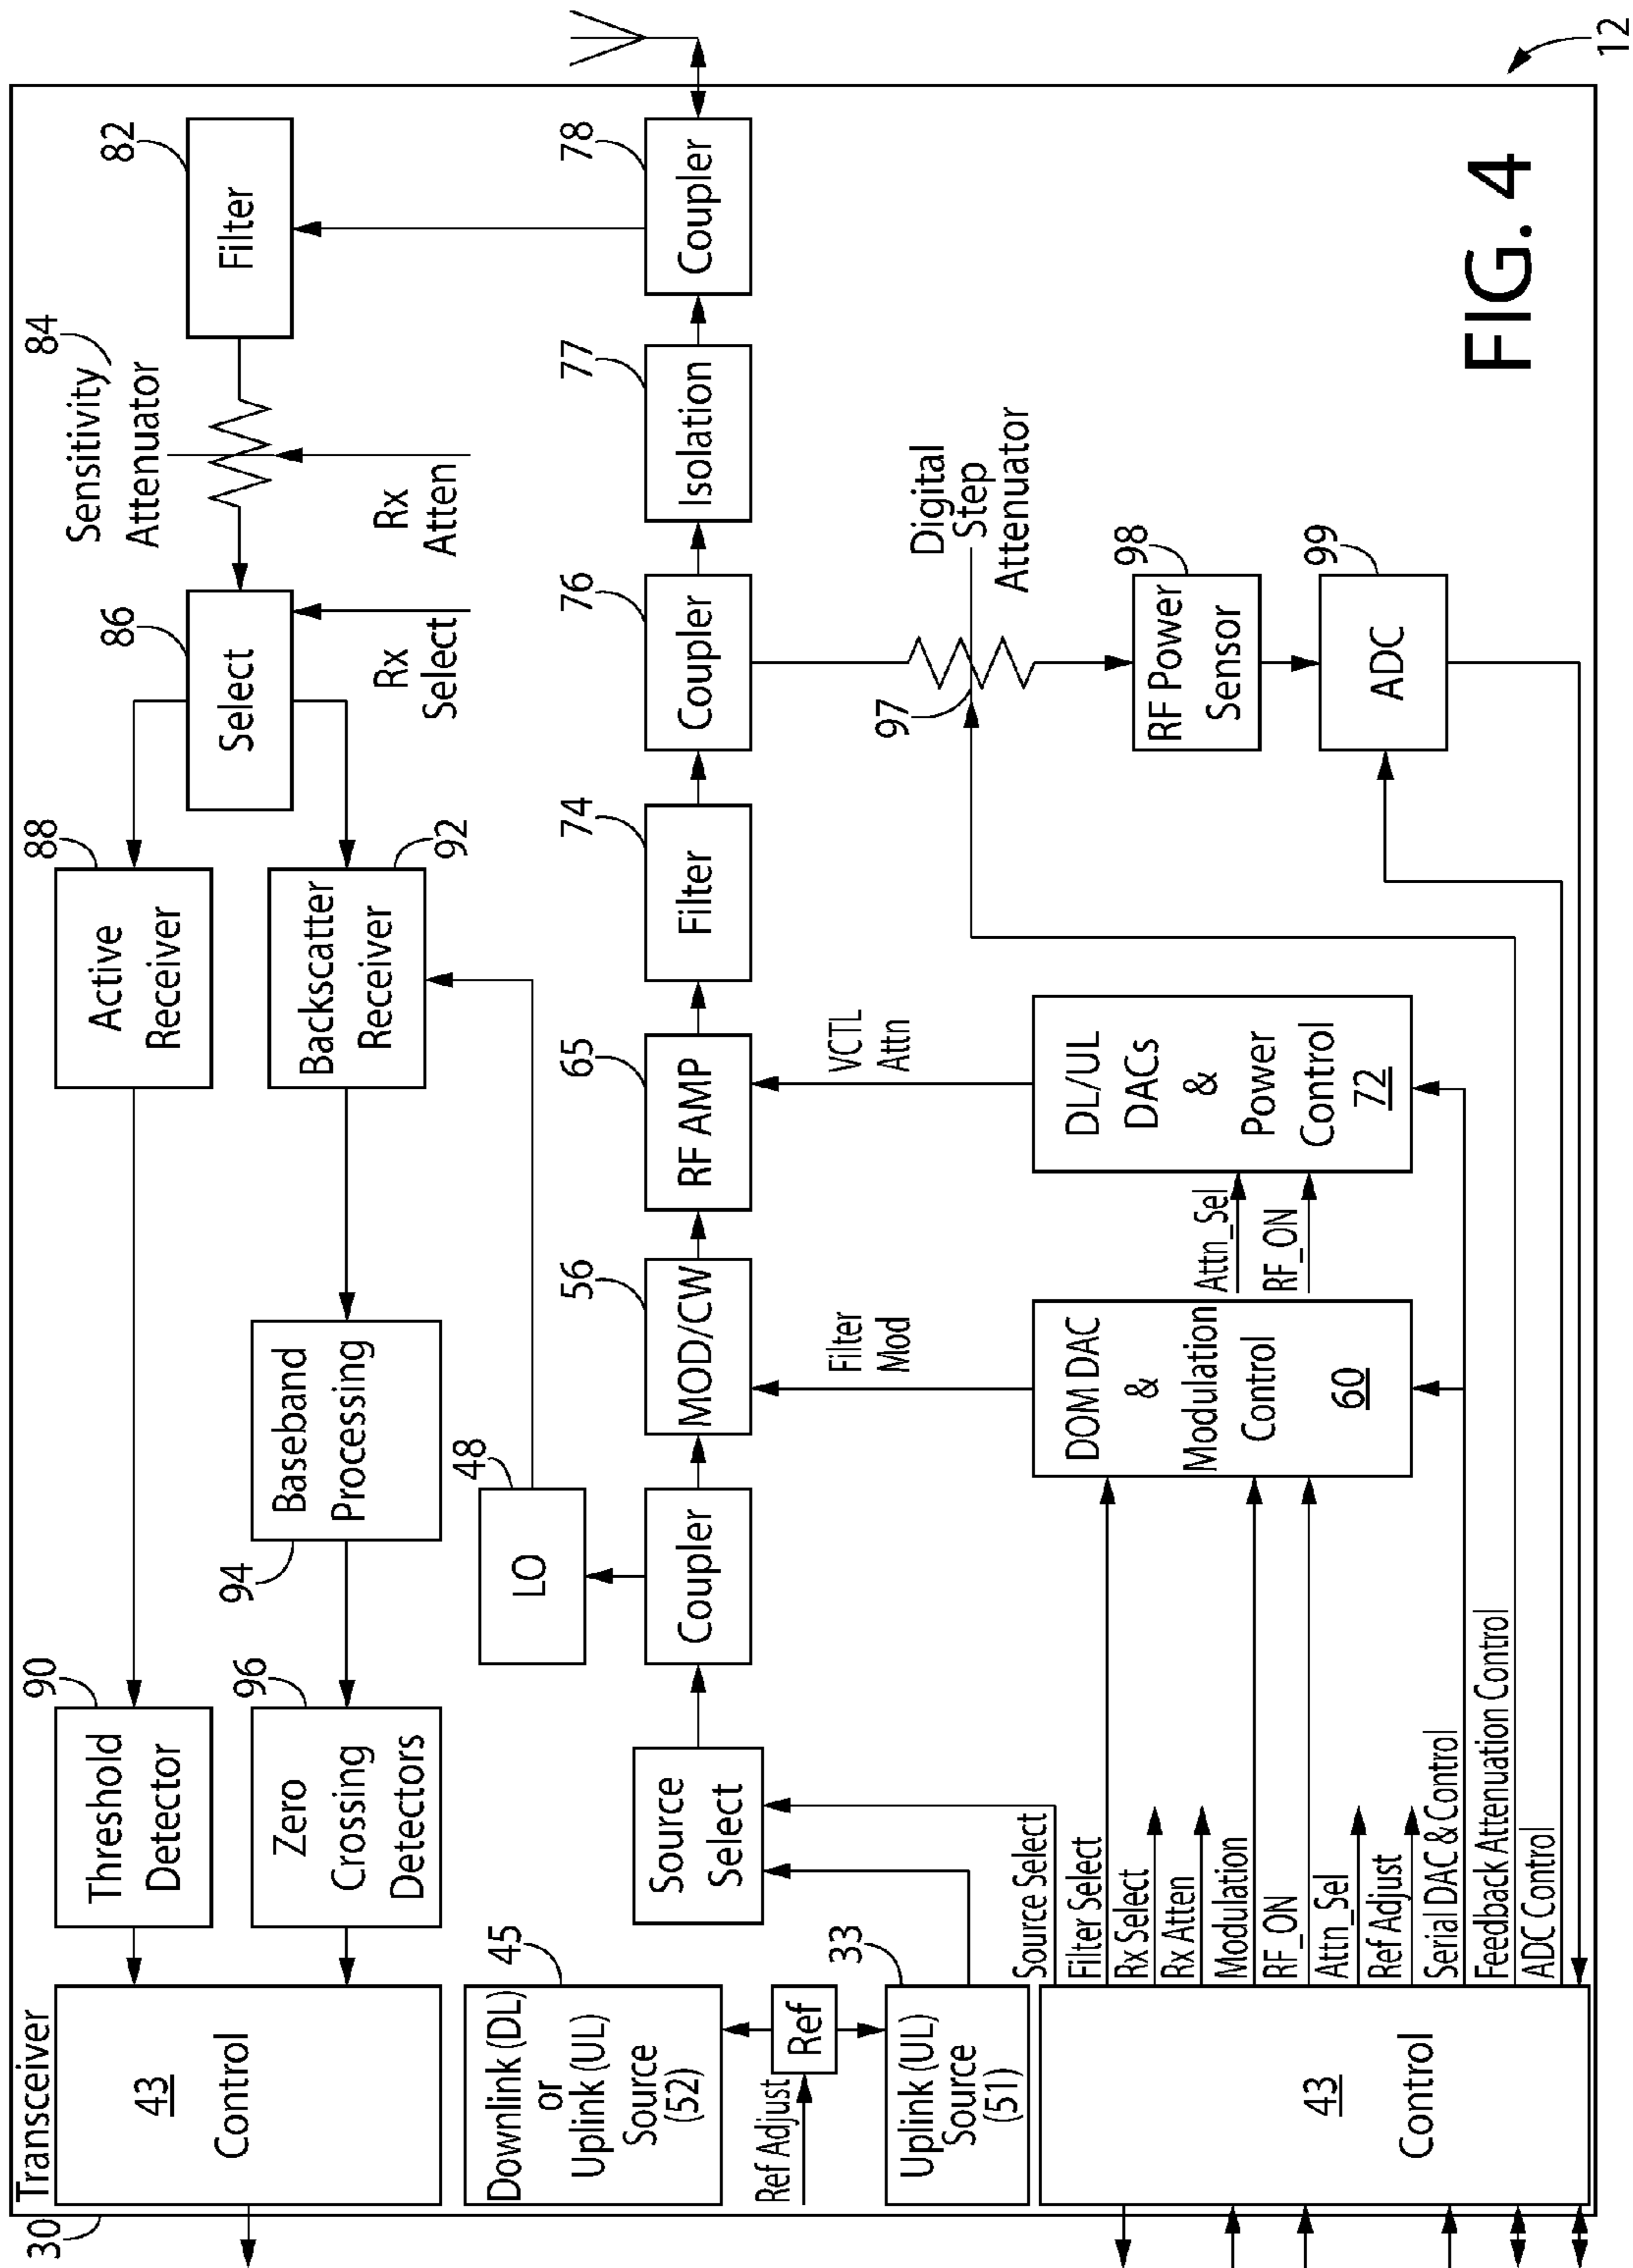 Transceiver
30
43
Control
90
Threshold
Detector
88
Active
Receiver
84
Sensitivity
Attenuator
82
Filter
86
Select
Rx
Select
Rx
Atten
96
Zero
Crossing
Detectors
94
Baseband
Processing
92
Backscatter
Receiver
48
LO
45
Downlink (DL)
or
Uplink (UL)
Source
(52)
Ref Adjust
Ref
33
Uplink (UL)
Source
(51)
Source
Select
Coupler
56
MOD/CW
65
RF AMP
74
Filter
76
Coupler
77
Isolation
78
Coupler
Filter
Mod
VCTL
Attn
97
Digital
Step
Attenuator
43
Control
Source Select
Filter Select
Rx Select
Rx Atten
Modulation
RF_ON
Attn_Sel
Ref Adjust
Serial DAC & Control
Feedback Attenuation Control
ADC Control
DOM DAC
&
Modulation
Control
60
Attn_Sel
RF_ON
DL/UL
DACs
&
Power
Control
72
98
RF Power
Sensor
99
ADC
FIG. 4
12